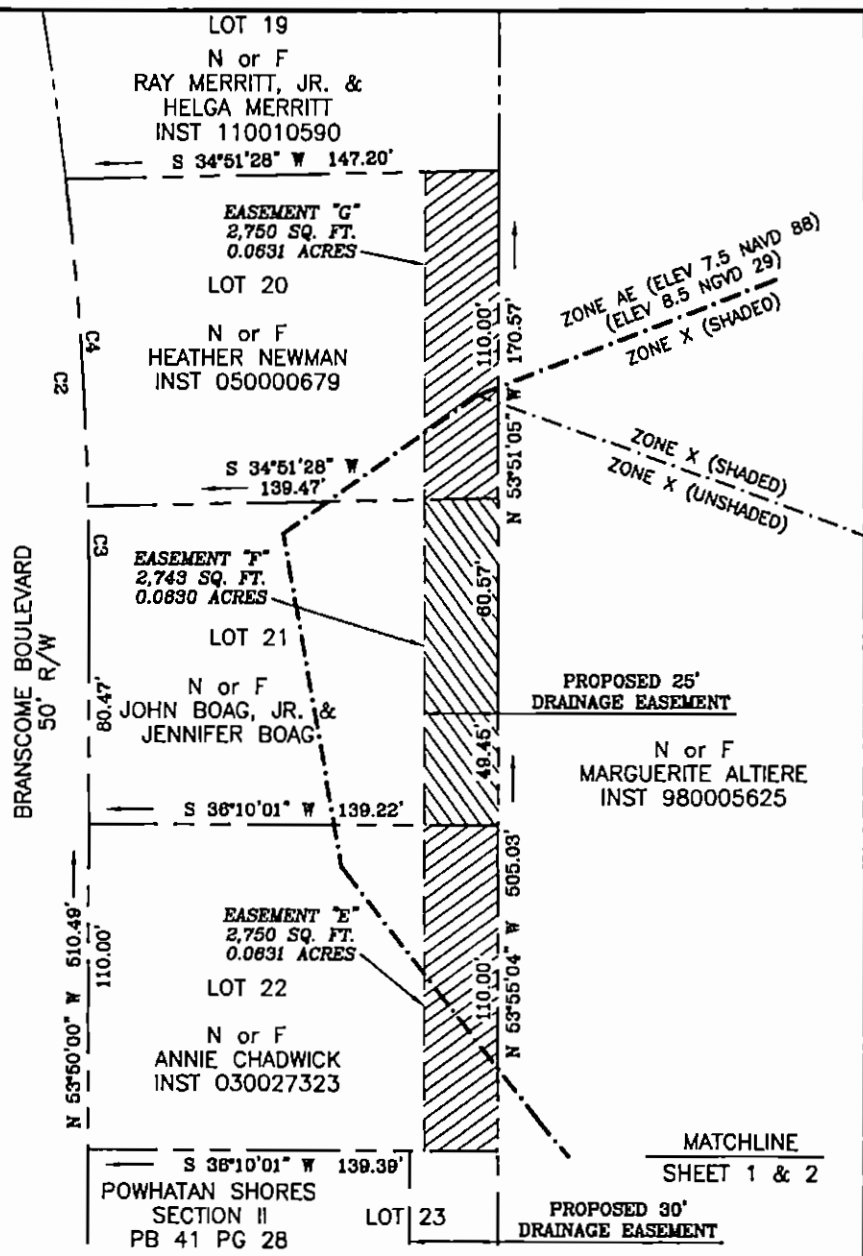 LOT 19
N or F
RAY MERRITT, JR. &
HELGA MERRITT
INST 110010590
S 34°51'28" W 147.20'
EASEMENT "G"
2,750 SQ. FT.
0.0631 ACRES
LOT 20
N or F
HEATHER NEWMAN
INST 050000679
C4
C2
110.00'
N 53°51'05" W 170.57'
ZONE AE (ELEV 7.5 NAVD 88)
(ELEV 8.5 NGVD 29)
ZONE X (SHADED)
ZONE X (SHADED)
ZONE X (UNSHADED)
S 34°51'28" W
139.47'
C3
EASEMENT "F"
2,743 SQ. FT.
0.0630 ACRES
LOT 21
N or F
JOHN BOAG, JR. &
JENNIFER BOAG
BRANSCOME BOULEVARD
50' R/W
80.47'
60.57'
49.45'
PROPOSED 25'
DRAINAGE EASEMENT
N or F
MARGUERITE ALTIERE
INST 980005625
S 36°10'01" W 139.22'
N 53°50'00" W 510.49'
110.00'
EASEMENT "E"
2,750 SQ. FT.
0.0631 ACRES
LOT 22
N or F
ANNIE CHADWICK
INST 030027323
110.00'
N 53°55'04" W 505.03'
S 36°10'01" W 139.39'
MATCHLINE
SHEET 1 & 2
POWHATAN SHORES
SECTION II
PB 41 PG 28
LOT 23
PROPOSED 30'
DRAINAGE EASEMENT